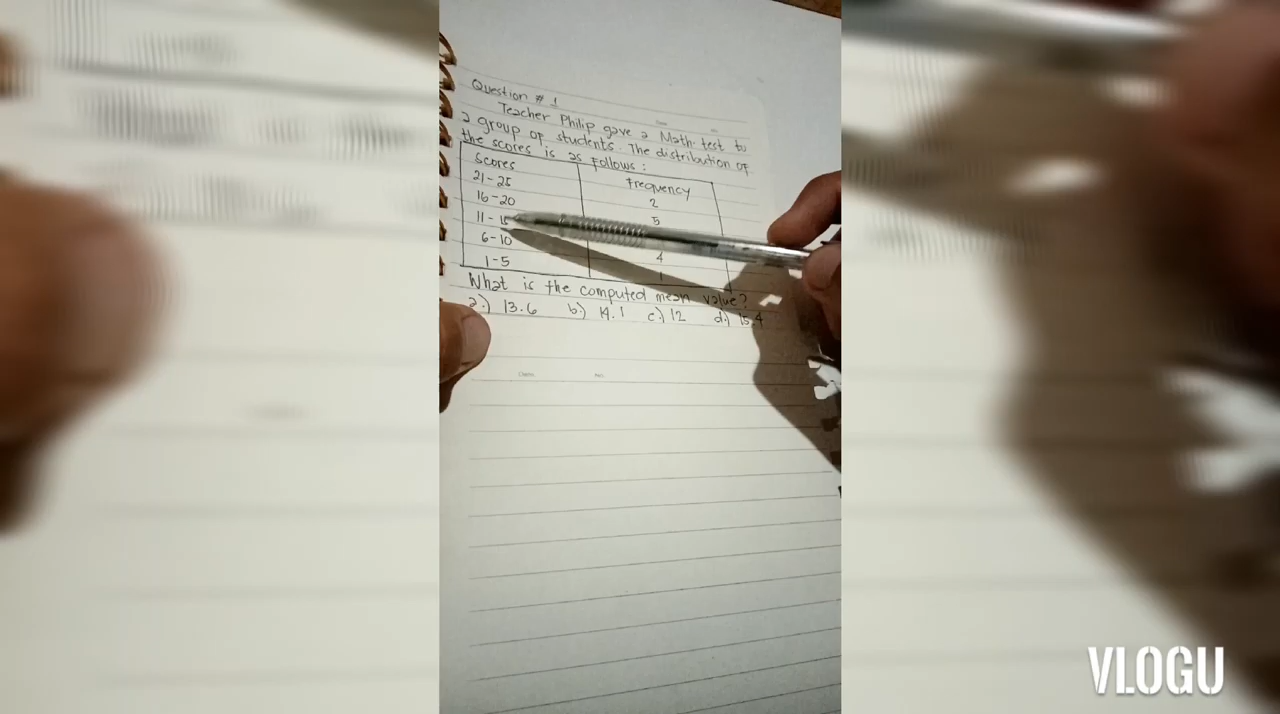 Question # 1
Teacher Philip gave a Math test to
a group of students. The distribution of
the scores is as follows:
Scores Frequency
21-25 2
16-20 5
11-15
6-10 4
1-5 1
What is the computed mean value?
a.) 13.6 b.) 14.1 c.) 12 d.) 15.4
VLOGU